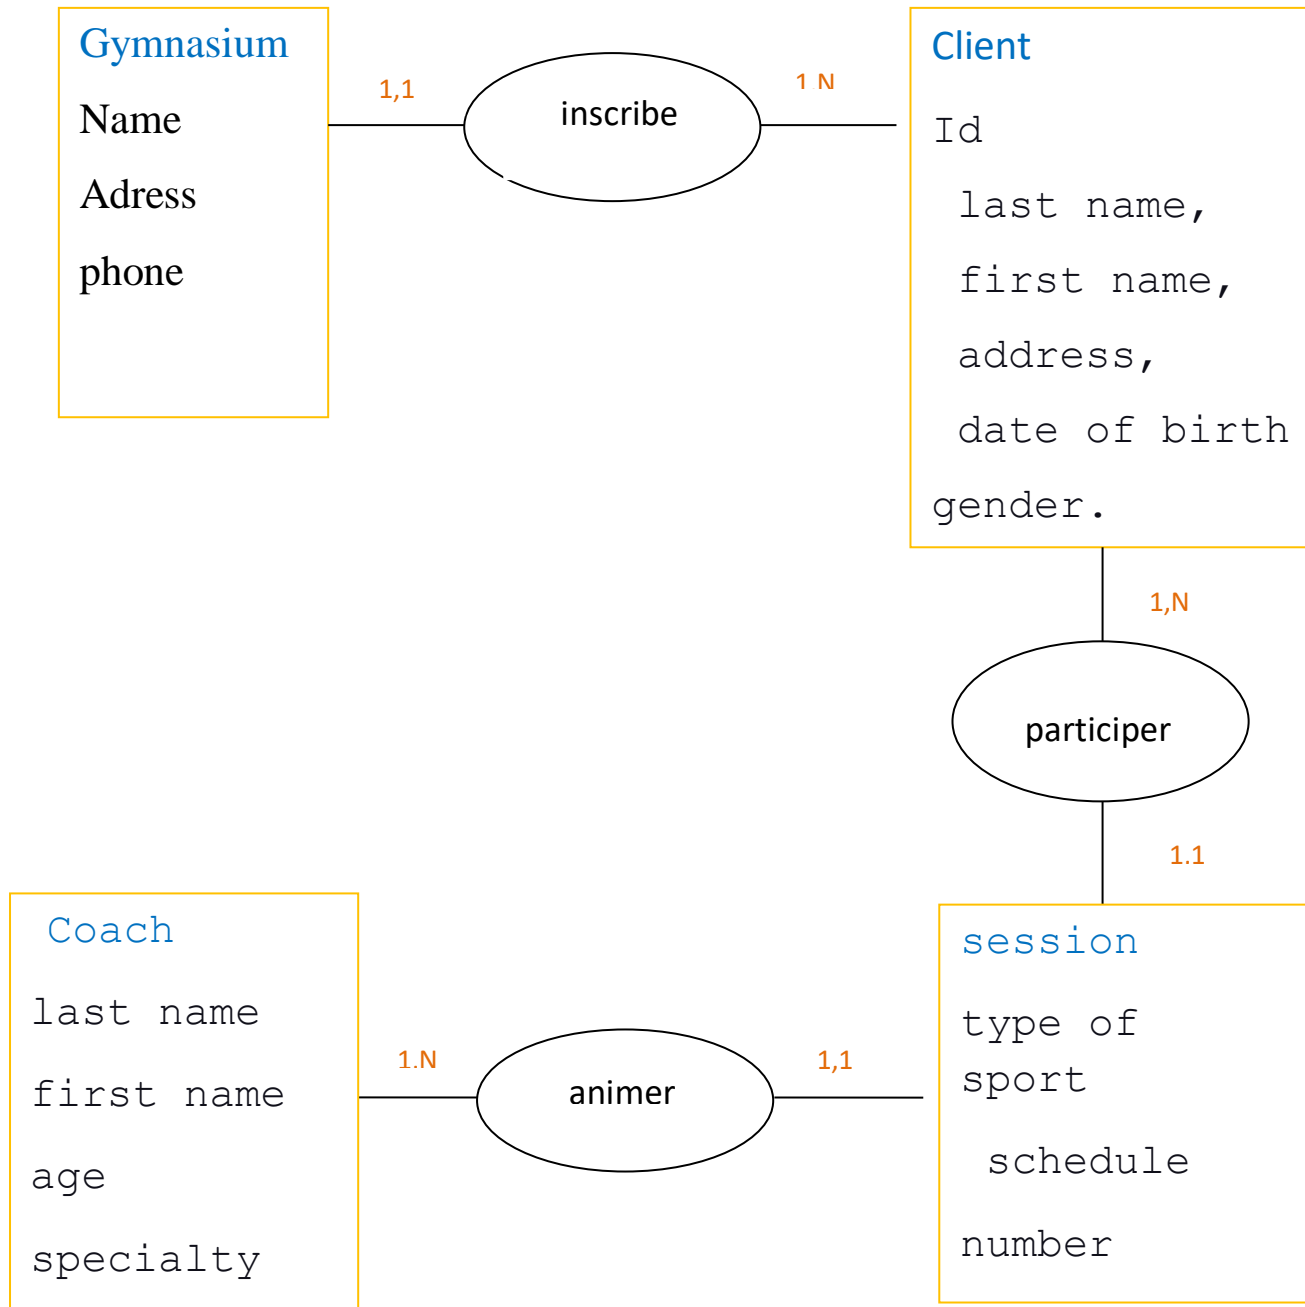 Gymnasium
Name
Adress
phone
1,1
inscribe
1 N
Client
Id
last name,
first name,
address,
date of birth
gender.
1,N
participer
1.1
Coach
last name
first name
age
specialty
1.N
animer
1,1
session
type of
sport
schedule
number